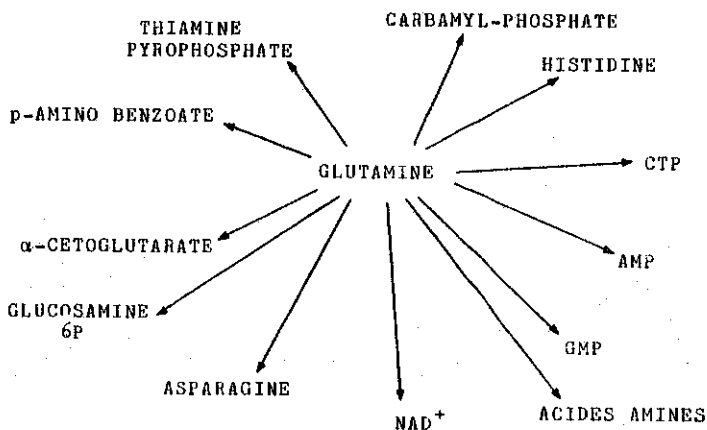 CARBAMYL-PHOSPHATE
THIAMINE
PYROPHOSPHATE
HISTIDINE
p-AMINO BENZOATE
GLUTAMINE
CTP
α-CETOGLUTARATE
AMP
GLUCOSAMINE
6P
GMP
ASPARAGINE
NAD+
ACIDES AMINES